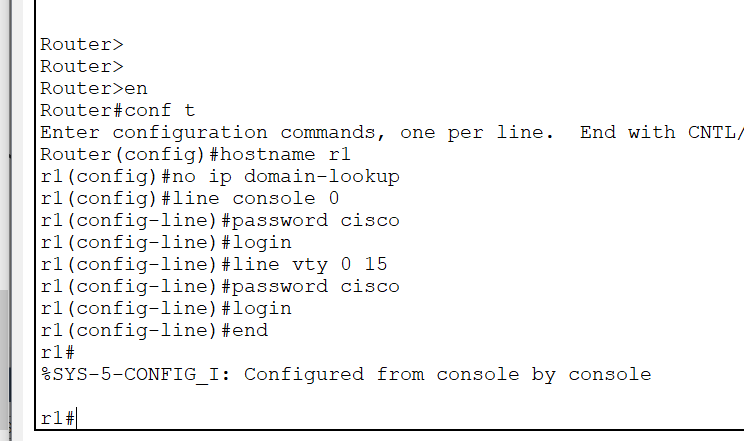 Router>
Router>
Router>en
Router#conf t
Enter configuration commands, one per line.  End with CNTL/
Router(config)#hostname r1
r1(config)#no ip domain-lookup
r1(config)#line console 0
r1(config-line)#password cisco
r1(config-line)#login
r1(config-line)#line vty 0 15
r1(config-line)#password cisco
r1(config-line)#login
r1(config-line)#end
r1#
%SYS-5-CONFIG_I: Configured from console by console
r1#